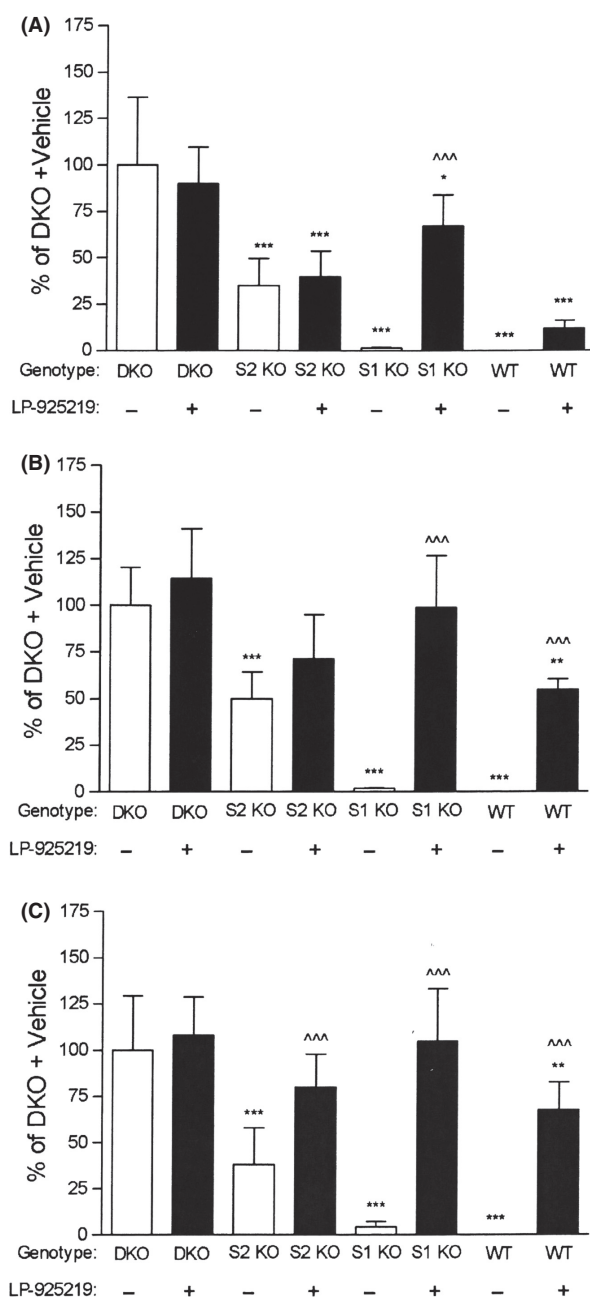 (A)
175
150
125
100
75
50
25
0
% of DKO +Vehicle
*** *** *** ^^^ * *** ***
Genotype: DKO DKO S2 KO S2 KO S1 KO S1 KO WT WT
LP-925219: – + – + – + – +
(B)
175
150
125
100
75
50
25
0
% of DKO + Vehicle
*** *** ^^^ *** ^^^ **
Genotype: DKO DKO S2 KO S2 KO S1 KO S1 KO WT WT
LP-925219: – + – + – + – +
(C)
175
150
125
100
75
50
25
0
% of DKO + Vehicle
*** ^^^ *** ^^^ *** ^^^ **
Genotype: DKO DKO S2 KO S2 KO S1 KO S1 KO WT WT
LP-925219: – + – + – + – +